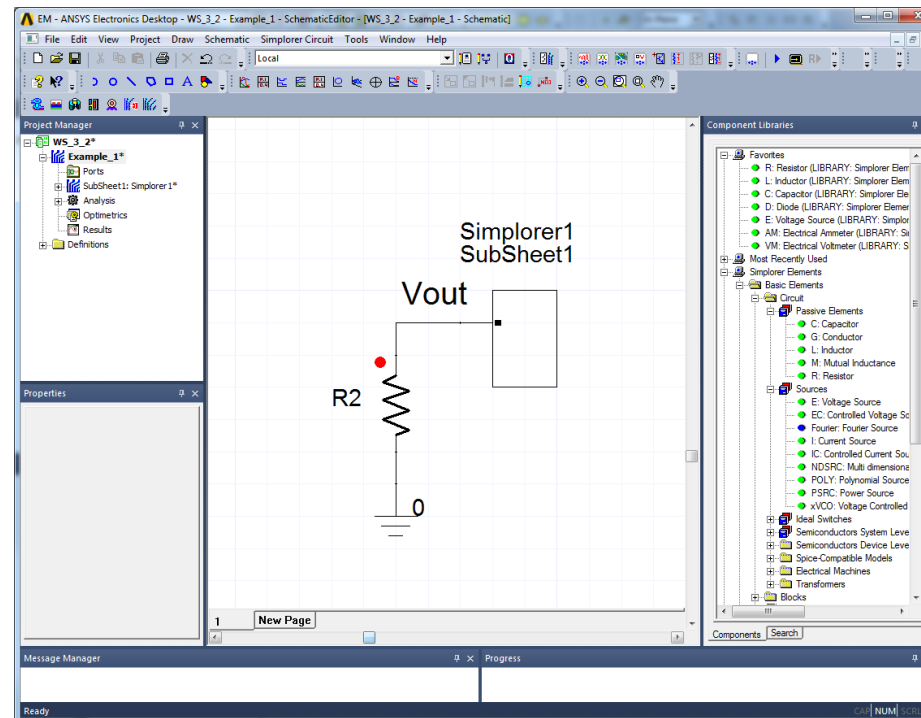 EM - ANSYS Electronics Desktop - WS_3_2 - Example_1 - SchematicEditor - [WS_3_2 - Example_1 - Schematic]
File Edit View Project Draw Schematic Simplorer Circuit Tools Window Help
Local
Project Manager
WS_3_2*
Example_1*
Ports
SubSheet1: Simplorer1*
Analysis
Optimetrics
Results
Definitions
Properties
Simplorer1
SubSheet1
Vout
R2
0
1 New Page
Component Libraries
Favorites
R: Resistor (LIBRARY: Simplorer Elem
L: Inductor (LIBRARY: Simplorer Elem
C: Capacitor (LIBRARY: Simplorer Ele
D: Diode (LIBRARY: Simplorer Elemer
E: Voltage Source (LIBRARY: Simplor
AM: Electrical Ammeter (LIBRARY: Si
VM: Electrical Voltmeter (LIBRARY: S
Most Recently Used
Simplorer Elements
Basic Elements
Circuit
Passive Elements
C: Capacitor
G: Conductor
L: Inductor
M: Mutual Inductance
R: Resistor
Sources
E: Voltage Source
EC: Controlled Voltage Sc
Fourier: Fourier Source
I: Current Source
IC: Controlled Current Sou
NDSRC: Multi dimensiona
POLY: Polynomial Source
PSRC: Power Source
xVCO: Voltage Controlled
Ideal Switches
Semiconductors System Leve
Semiconductors Device Leve
Spice-Compatible Models
Electrical Machines
Transformers
Blocks
Components Search
Message Manager
Progress
Ready
CAP NUM SCRL